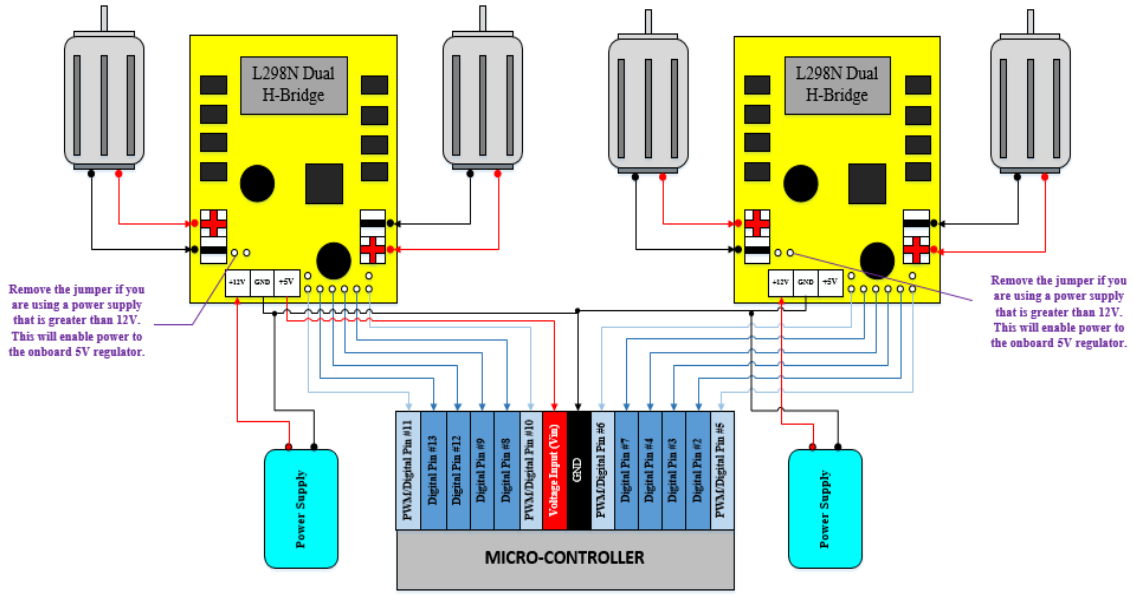 L298N Dual
H-Bridge
L298N Dual
H-Bridge
+12V
GND
+5V
+12V
GND
+5V
Remove the jumper if you
are using a power supply
that is greater than 12V.
This will enable power to
the onboard 5V regulator.
Remove the jumper if you
are using a power supply
that is greater than 12V.
This will enable power to
the onboard 5V regulator.
PWM/Digital Pin #11
Digital Pin #13
Digital Pin #12
Digital Pin #9
Digital Pin #8
PWM/Digital Pin #10
Voltage Input (Vin)
GND
PWM/Digital Pin #6
Digital Pin #7
Digital Pin #4
Digital Pin #3
Digital Pin #2
PWM/Digital Pin #5
Power Supply
Power Supply
MICRO-CONTROLLER